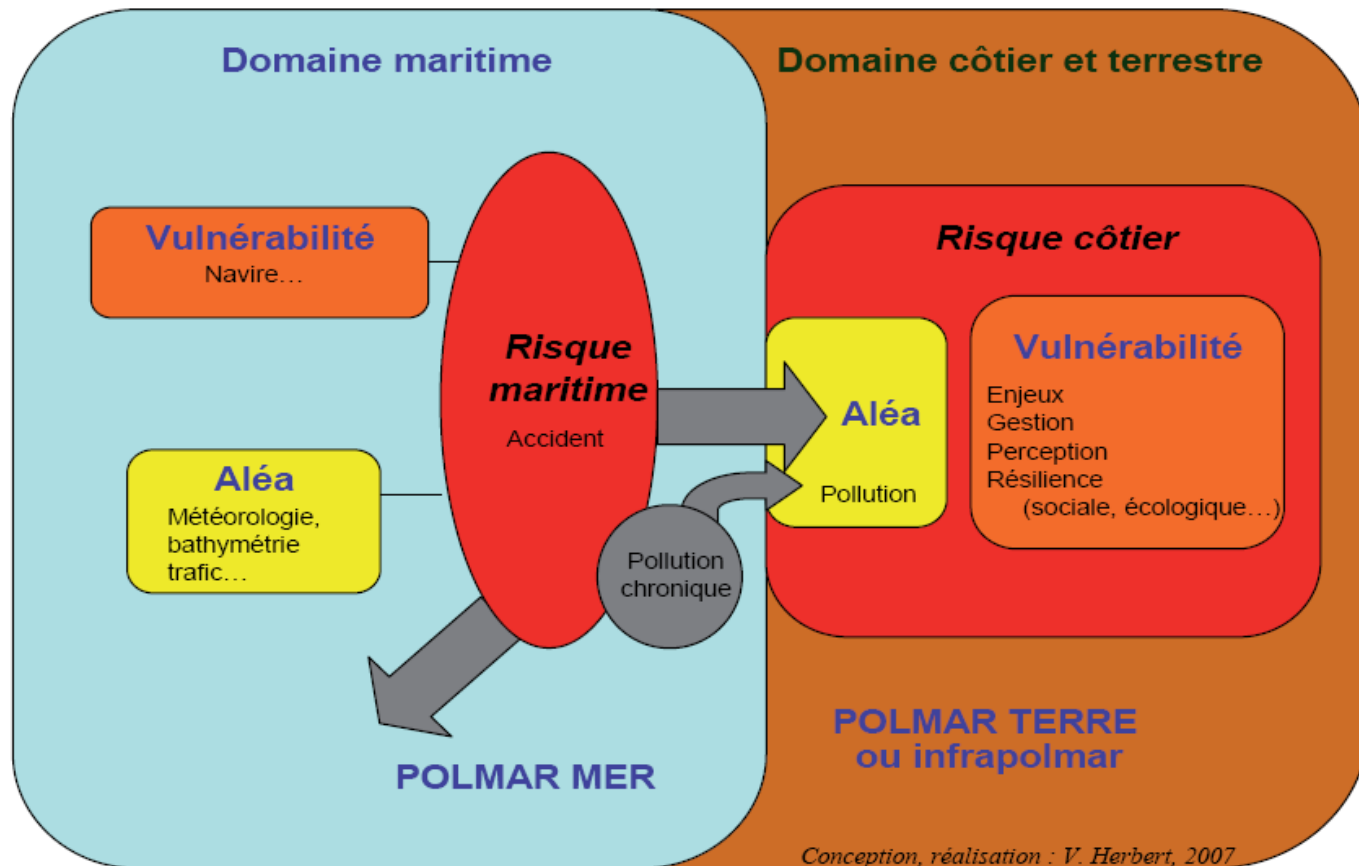 Domaine maritime
Domaine côtier et terrestre
Vulnérabilité
Navire…
Risque côtier
Risque
maritime
Accident
Aléa
Pollution
Vulnérabilité
Enjeux
Gestion
Perception
Résilience
(sociale, écologique…)
Aléa
Météorologie,
bathymétrie
trafic…
Pollution
chronique
POLMAR MER
POLMAR TERRE
ou infrapolmar
Conception, réalisation : V. Herbert, 2007